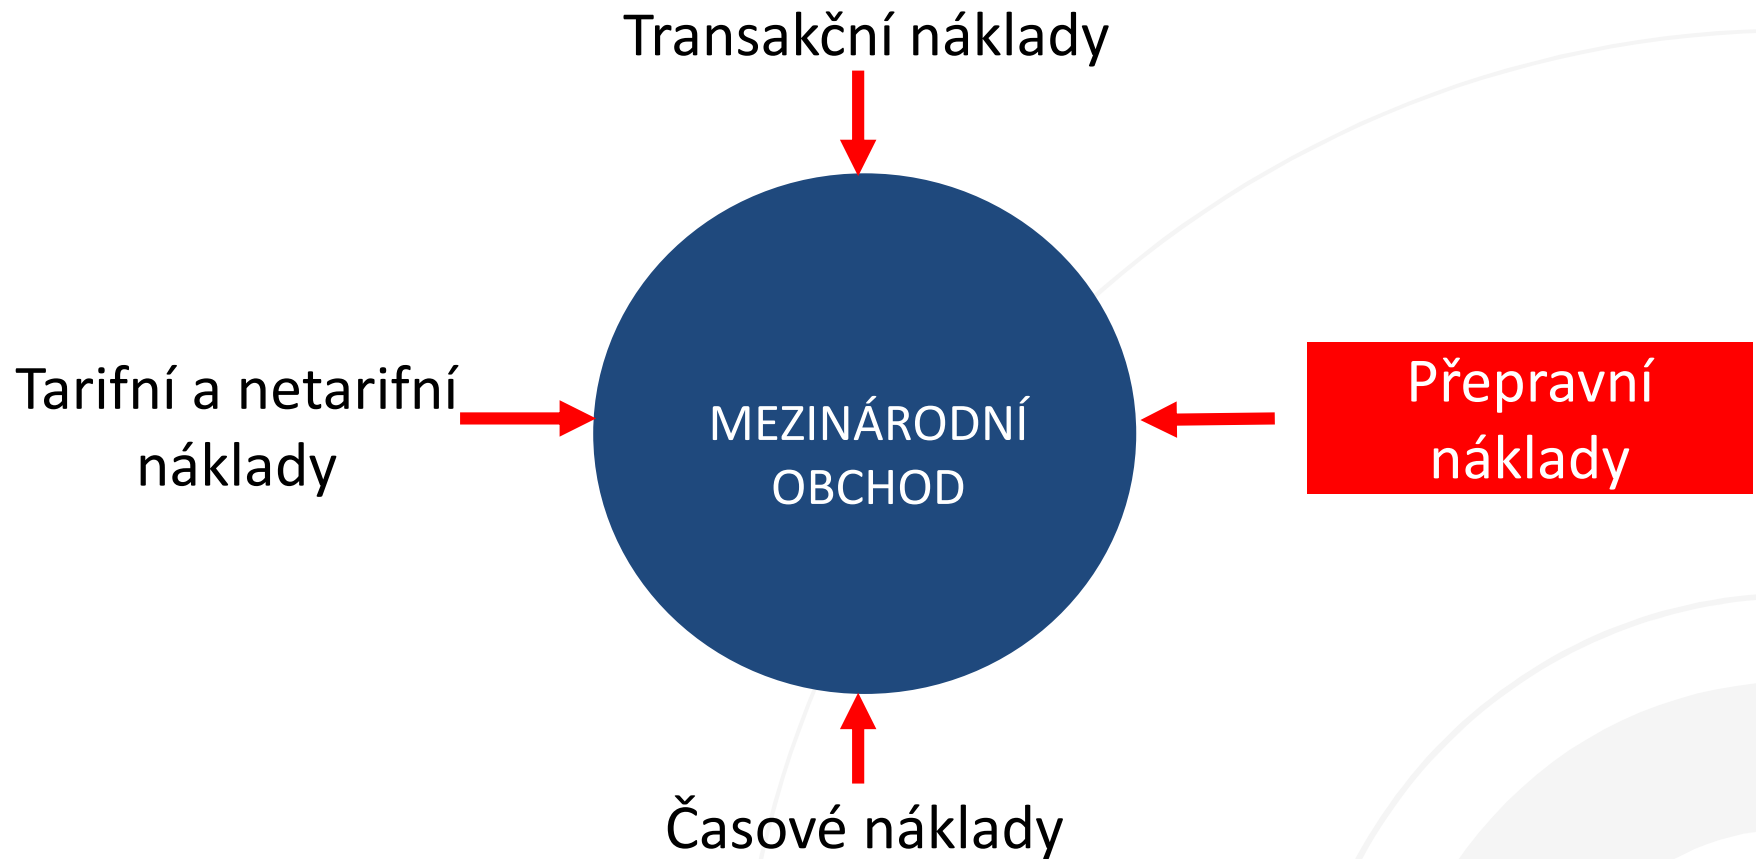 Transakční náklady
Tarifní a netarifní
náklady
MEZINÁRODNÍ
OBCHOD
Přepravní
náklady
Časové náklady